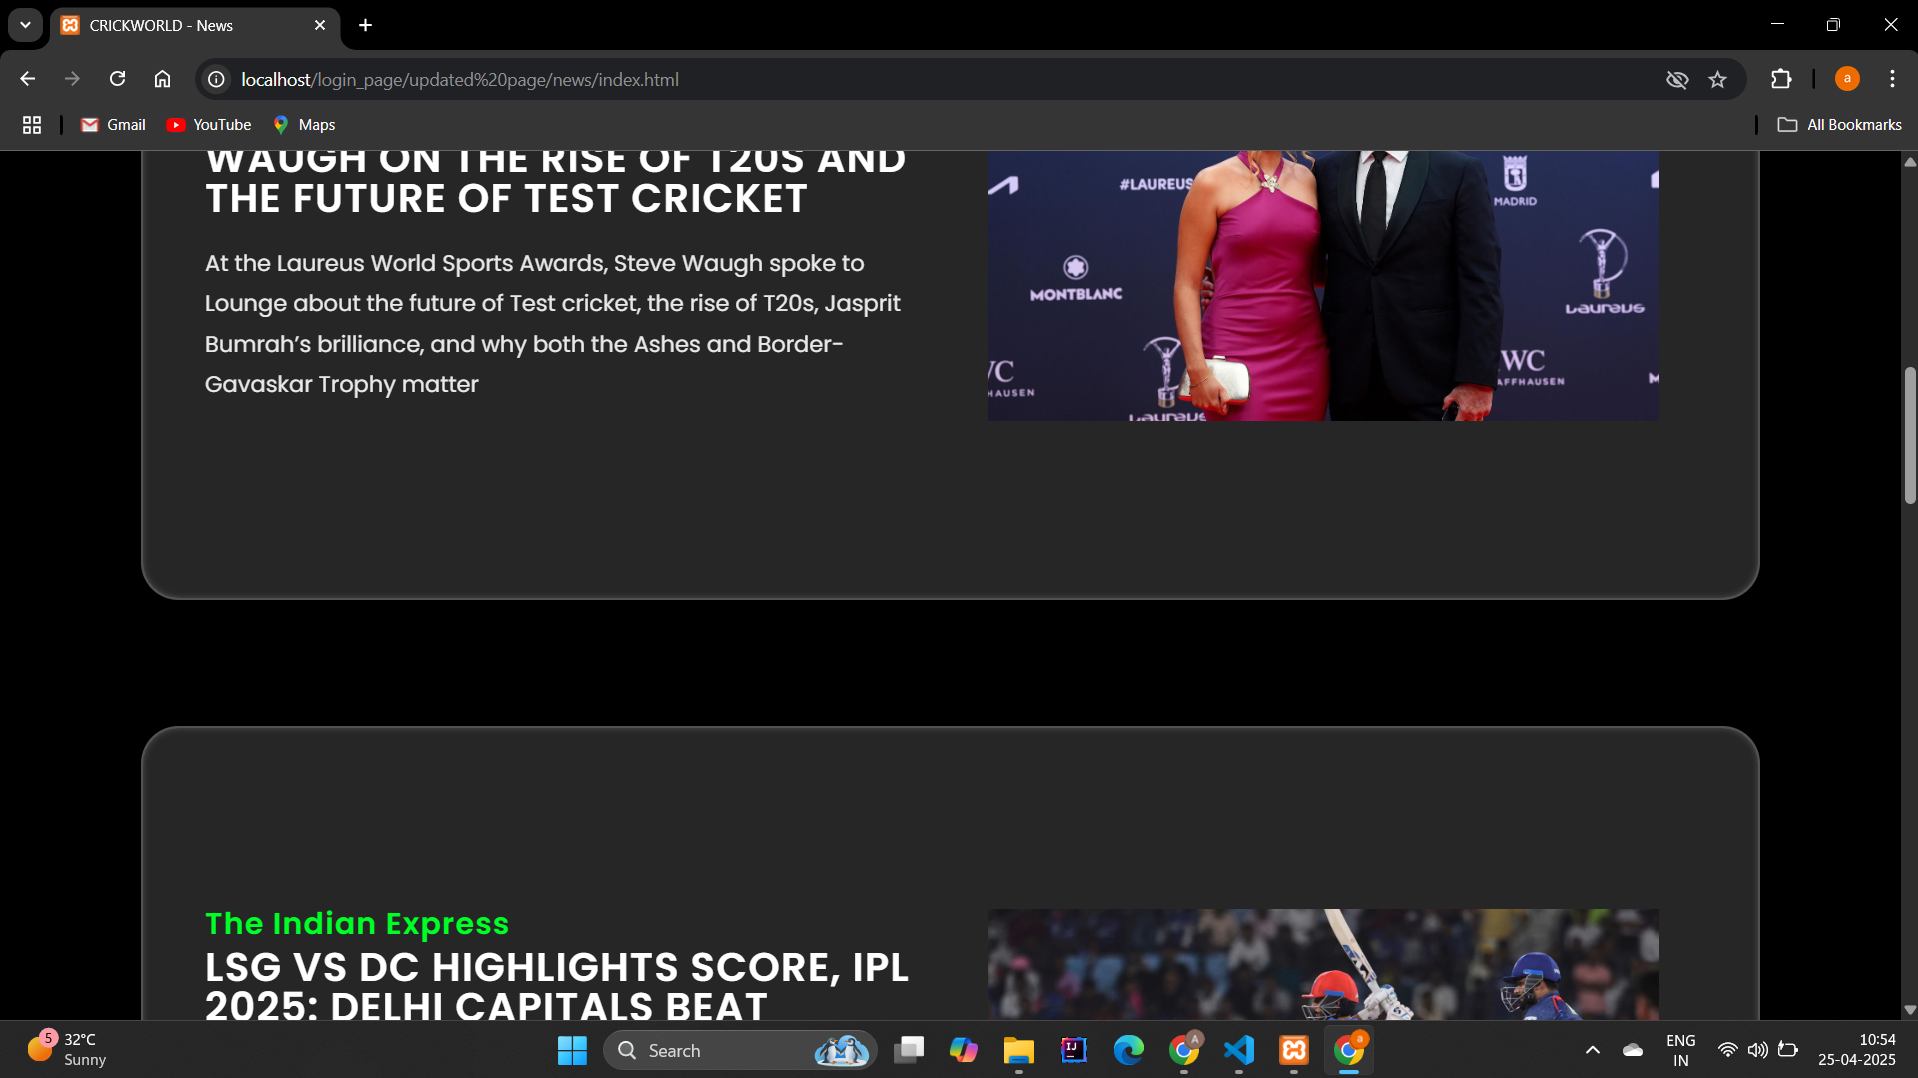 CRICKWORLD - News
localhost/login_page/updated%20page/news/index.html
a
Gmail
YouTube
Maps
All Bookmarks
WAUGH ON THE RISE OF T20S AND
THE FUTURE OF TEST CRICKET
At the Laureus World Sports Awards, Steve Waugh spoke to
Lounge about the future of Test cricket, the rise of T20s, Jasprit
Bumrah’s brilliance, and why both the Ashes and Border-
Gavaskar Trophy matter
#LAUREUS
MADRID
MONTBLANC
LAUREUS
WC
AFFHAUSEN
VC
HAUSEN
LAUREUS
The Indian Express
LSG VS DC HIGHLIGHTS SCORE, IPL
2025: DELHI CAPITALS BEAT
5
32°C
Sunny
Search
IJ
A
a
ENG
IN
10:54
25-04-2025